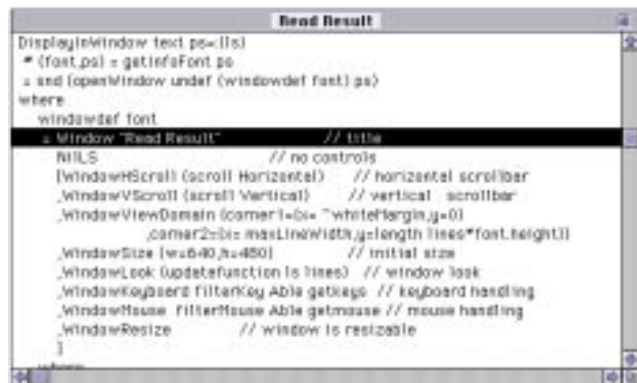 Read Result
DisplayInWindow text ps=:{ls}
# (font,ps) = getInfoFont ps
= snd (openWindow undef (windowdef font) ps)
where
windowdef font
= Window "Read Result" // title
NILLS // no controls
[WindowHScroll (scroll Horizontal) // horizontal scrollbar
,WindowVScroll (scroll Vertical) // vertical scrollbar
,WindowViewDomain {corner1={x= ~whiteMargin,y=0}
,corner2={x= maxLineWidth,y=length lines*font.height}}
,WindowSize {w=640,h=480} // initial size
,WindowLook (updatefunction ls lines) // window look
,WindowKeyboard filterKey Able getkeys // keyboard handling
,WindowMouse filterMouse Able getmouse // mouse handling
,WindowResize // window is resizable
]
where